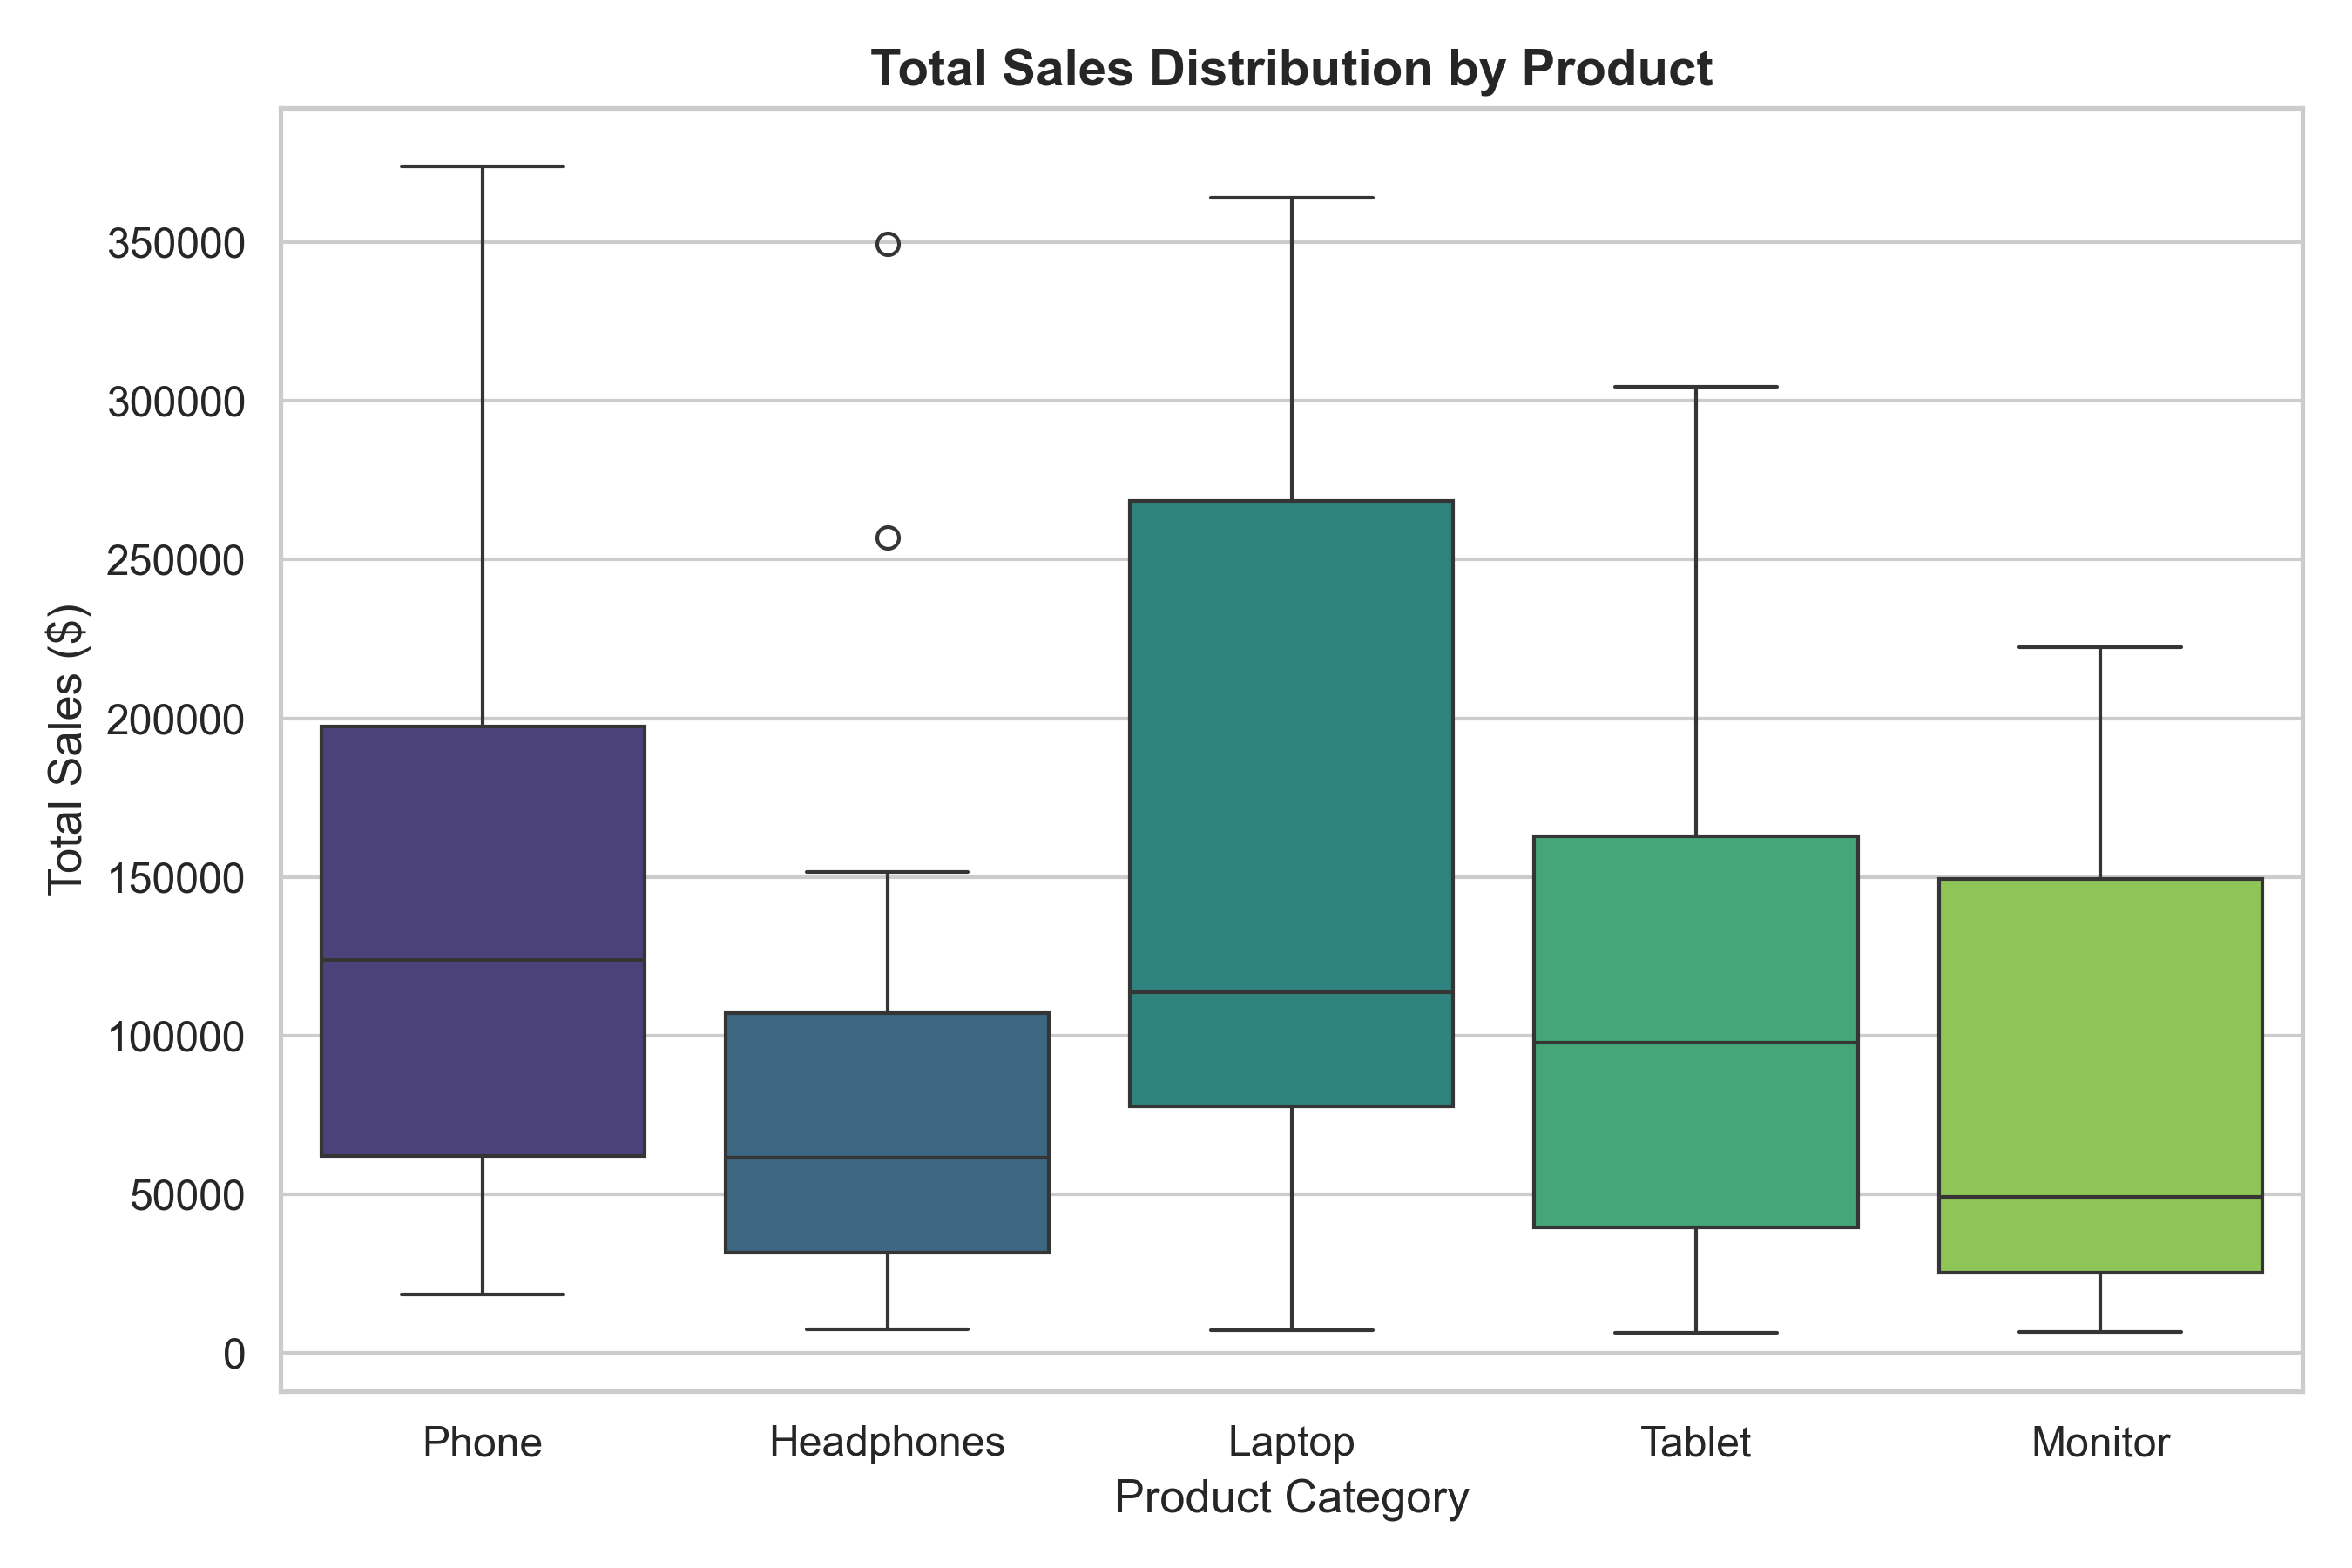 Total Sales Distribution by Product
Total Sales ($)
350000
300000
250000
200000
150000
100000
50000
0
Phone Headphones Laptop Tablet Monitor
Product Category